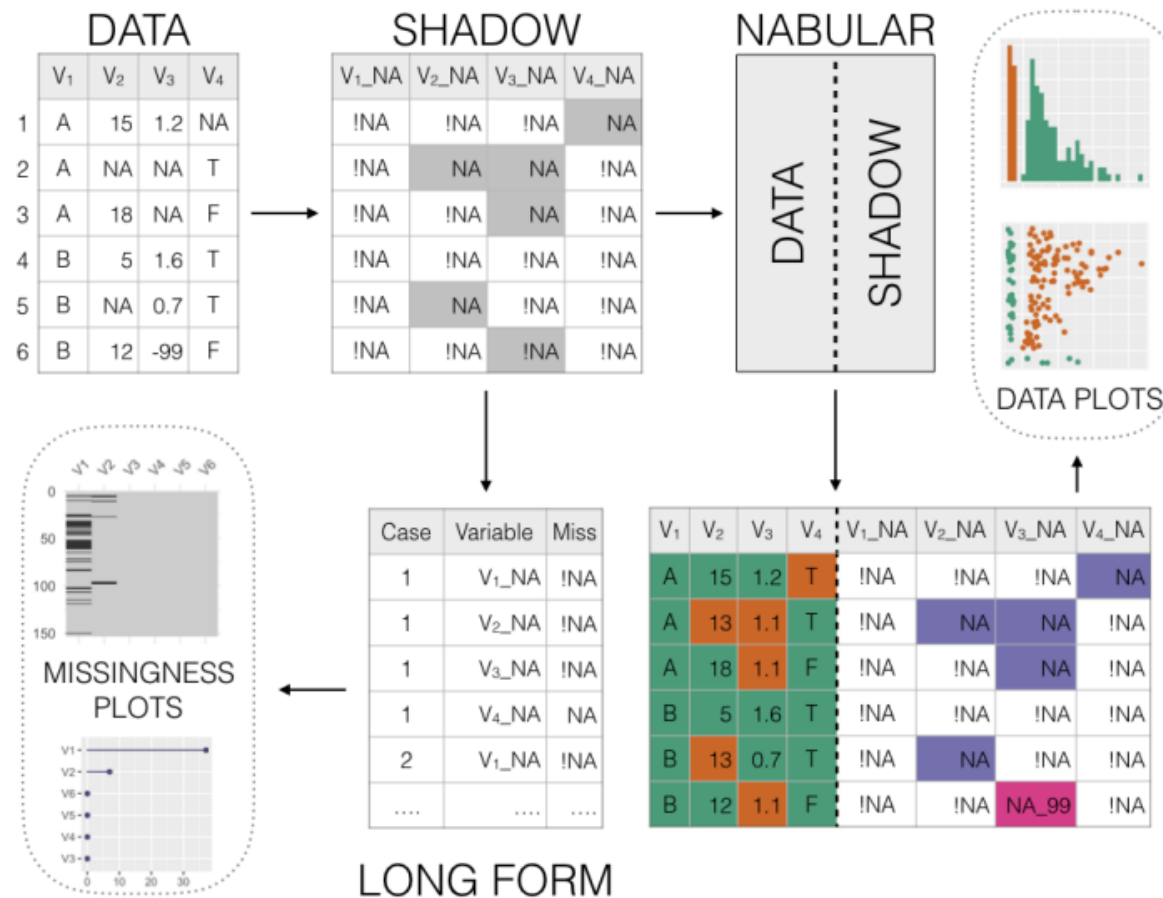 DATA
V₁ V₂ V₃ V₄
1 A 15 1.2 NA
2 A NA NA T
3 A 18 NA F
4 B 5 1.6 T
5 B NA 0.7 T
6 B 12 -99 F
SHADOW
V₁_NA V₂_NA V₃_NA V₄_NA
!NA !NA !NA NA
!NA NA NA !NA
!NA !NA NA !NA
!NA !NA !NA !NA
!NA NA !NA !NA
!NA !NA !NA !NA
NABULAR
DATA
SHADOW
DATA PLOTS
V1 V2 V3 V4 V5 V6
0
50
100
150
MISSINGNESS
PLOTS
V1
V2
V6
V5
V4
V3
0 10 20 30
Case Variable Miss
1 V₁_NA !NA
1 V₂_NA !NA
1 V₃_NA !NA
1 V₄_NA NA
2 V₁_NA !NA
.... .... ....
LONG FORM
V₁ V₂ V₃ V₄ V₁_NA V₂_NA V₃_NA V₄_NA
A 15 1.2 T !NA !NA !NA NA
A 13 1.1 T !NA NA NA !NA
A 18 1.1 F !NA !NA NA !NA
B 5 1.6 T !NA !NA !NA !NA
B 13 0.7 T !NA NA !NA !NA
B 12 1.1 F !NA !NA NA_99 !NA